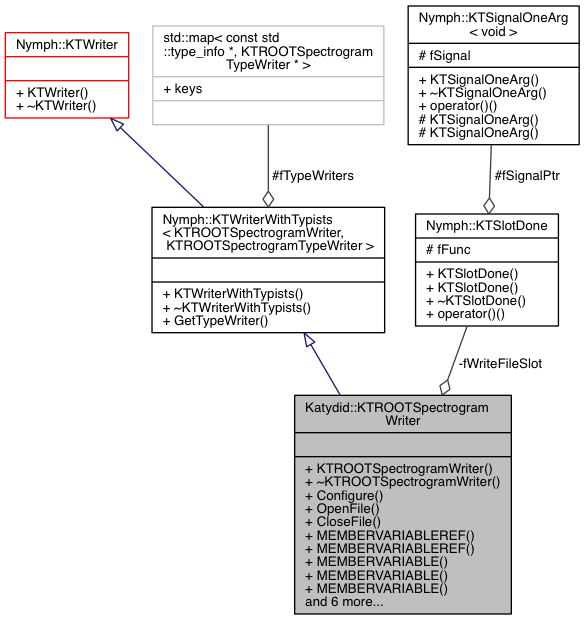 Nymph::KTWriter
+ KTWriter()
+ ~KTWriter()
std::map< const std
::type_info *, KTROOTSpectrogram
TypeWriter * >
+ keys
Nymph::KTSignalOneArg
< void >
# fSignal
+ KTSignalOneArg()
+ ~KTSignalOneArg()
+ operator()()
# KTSignalOneArg()
# KTSignalOneArg()
#fTypeWriters
#fSignalPtr
Nymph::KTWriterWithTypists
< KTROOTSpectrogramWriter,
KTROOTSpectrogramTypeWriter >
+ KTWriterWithTypists()
+ ~KTWriterWithTypists()
+ GetTypeWriter()
Nymph::KTSlotDone
# fFunc
+ KTSlotDone()
+ KTSlotDone()
+ ~KTSlotDone()
+ operator()()
-fWriteFileSlot
Katydid::KTROOTSpectrogram
Writer
+ KTROOTSpectrogramWriter()
+ ~KTROOTSpectrogramWriter()
+ Configure()
+ OpenFile()
+ CloseFile()
+ MEMBERVARIABLEREF()
+ MEMBERVARIABLEREF()
+ MEMBERVARIABLE()
+ MEMBERVARIABLE()
+ MEMBERVARIABLE()
and 6 more...